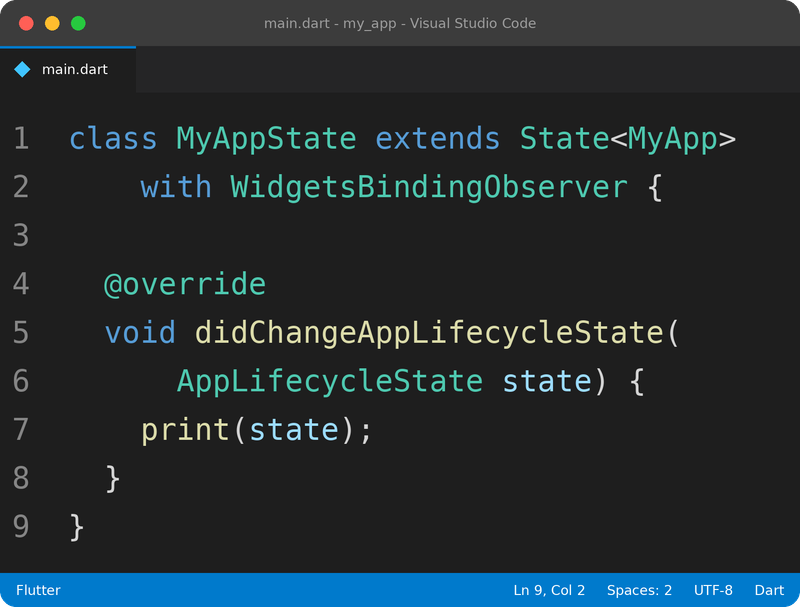 main.dart - my_app - Visual Studio Code
main.dart
1 class MyAppState extends State<MyApp>
2     with WidgetsBindingObserver {
3
4   @override
5   void didChangeAppLifecycleState(
6       AppLifecycleState state) {
7     print(state);
8   }
9 }
Flutter Ln 9, Col 2 Spaces: 2 UTF-8 Dart